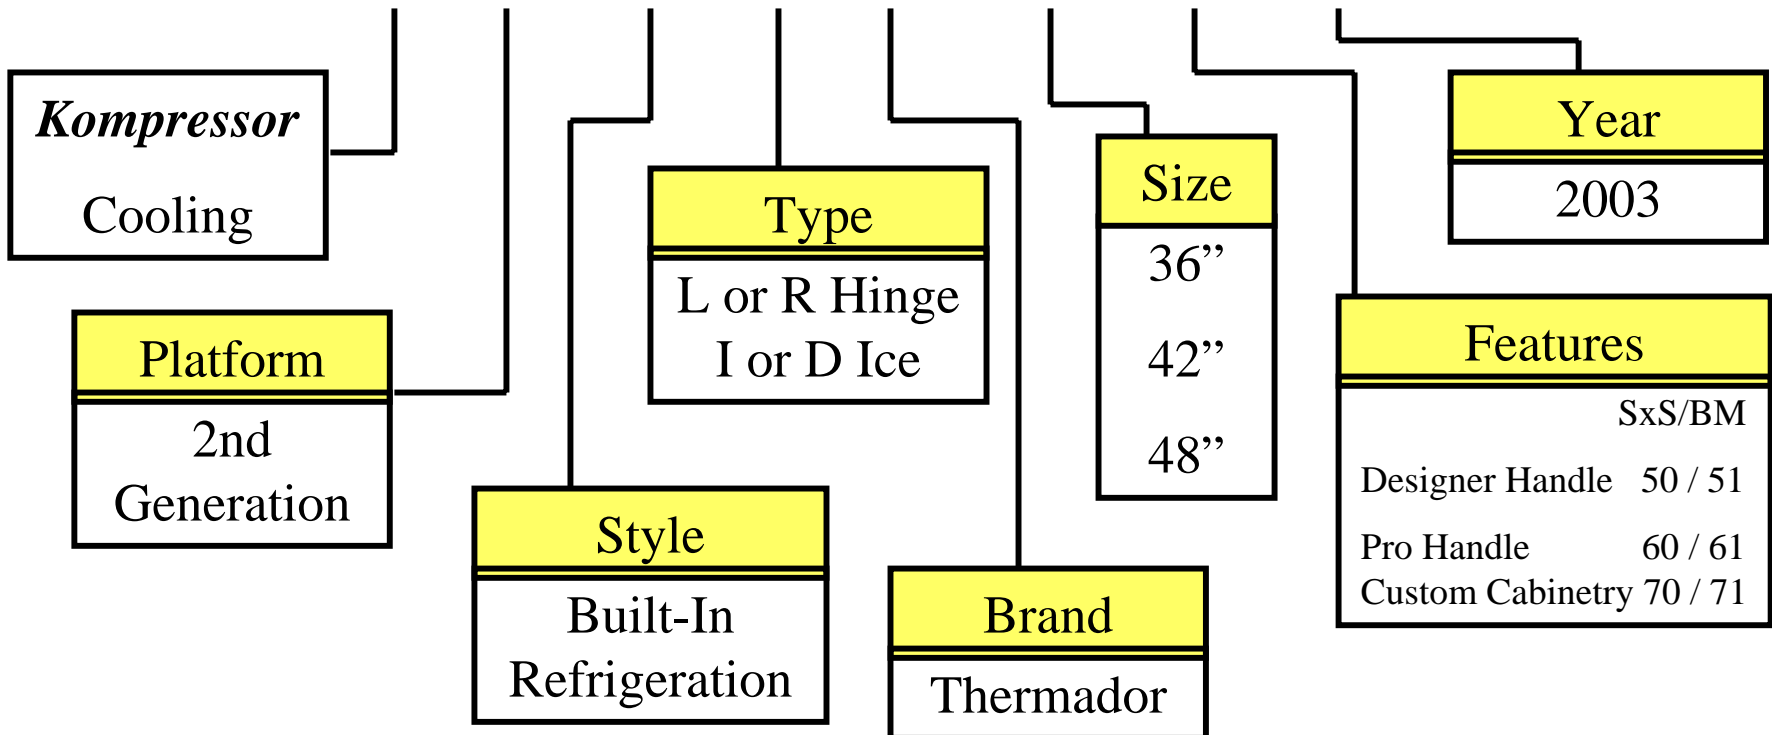 Kompressor
Cooling
Platform
2nd
Generation
Style
Built-In
Refrigeration
Type
L or R Hinge
I or D Ice
Brand
Thermador
Size
36”
42”
48”
Features
SxS/BM
Designer Handle 50 / 51
Pro Handle 60 / 61
Custom Cabinetry 70 / 71
Year
2003